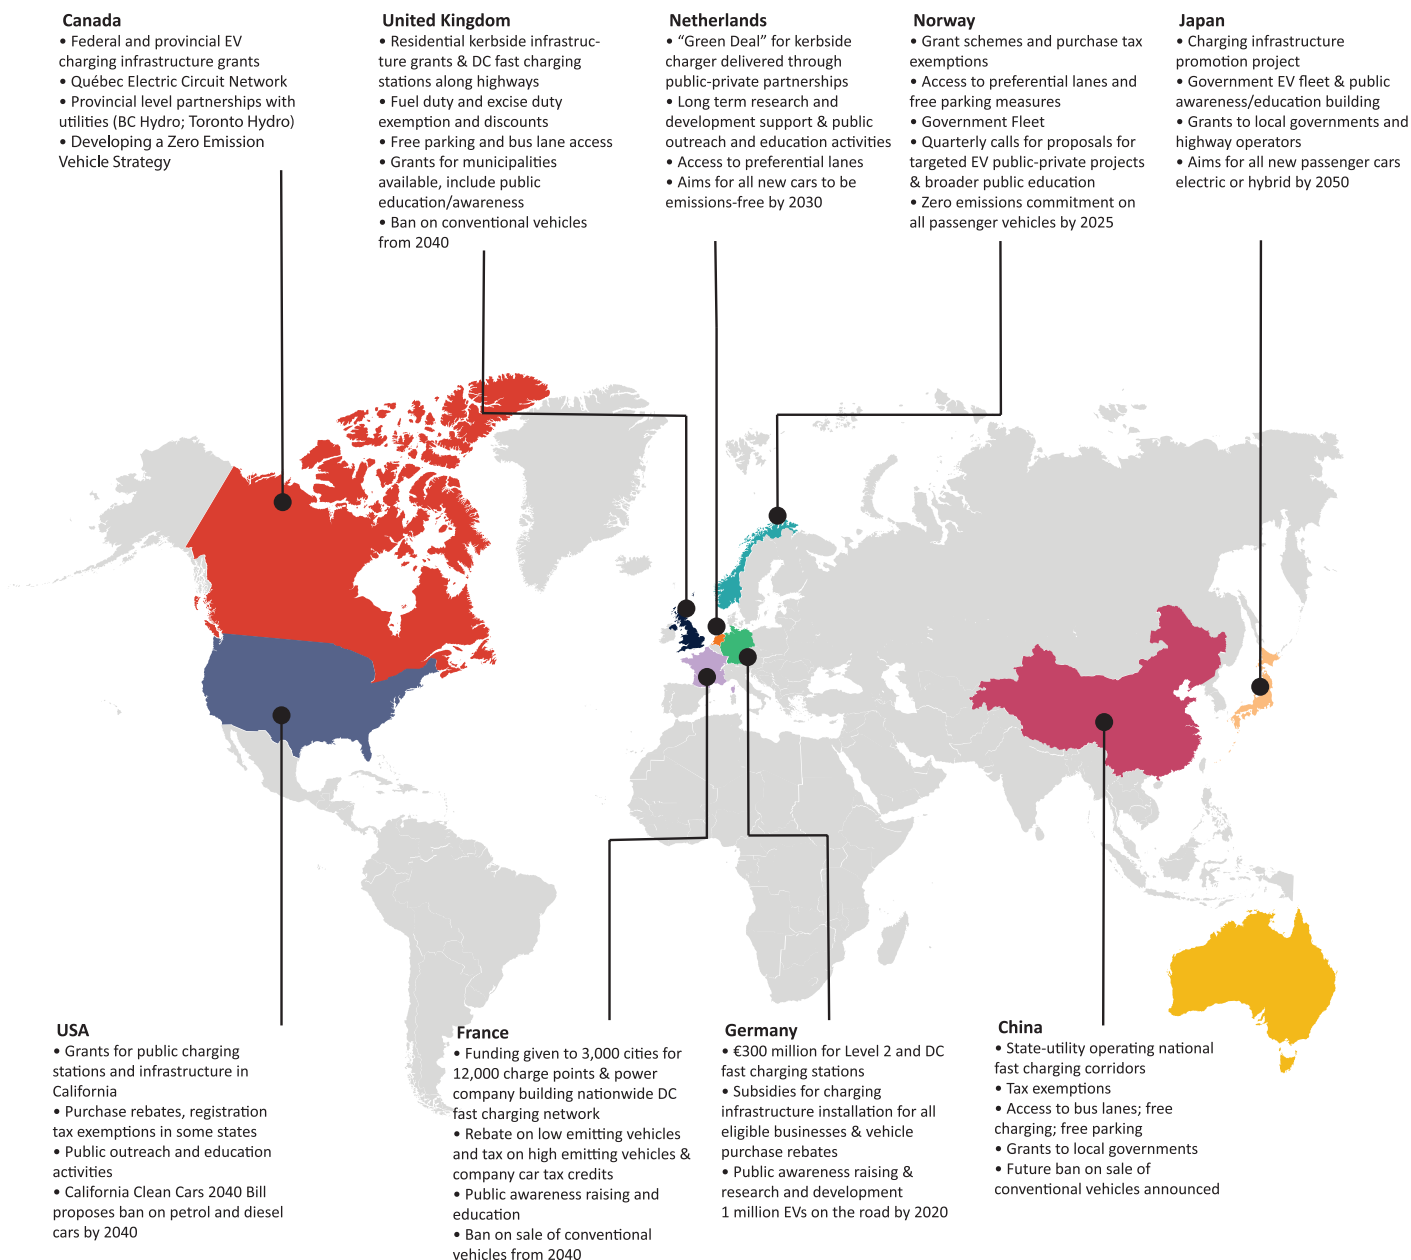 Canada
• Federal and provincial EV
charging infrastructure grants
• Québec Electric Circuit Network
• Provincial level partnerships with
utilities (BC Hydro; Toronto Hydro)
• Developing a Zero Emission
Vehicle Strategy
United Kingdom
• Residential kerbside infrastruc-
ture grants & DC fast charging
stations along highways
• Fuel duty and excise duty
exemption and discounts
• Free parking and bus lane access
• Grants for municipalities
available, include public
education/awareness
• Ban on conventional vehicles
from 2040
Netherlands
• “Green Deal” for kerbside
charger delivered through
public-private partnerships
• Long term research and
development support & public
outreach and education activities
• Access to preferential lanes
• Aims for all new cars to be
emissions-free by 2030
Norway
• Grant schemes and purchase tax
exemptions
• Access to preferential lanes and
free parking measures
• Government Fleet
• Quarterly calls for proposals for
targeted EV public-private projects
& broader public education
• Zero emissions commitment on
all passenger vehicles by 2025
Japan
• Charging infrastructure
promotion project
• Government EV fleet & public
awareness/education building
• Grants to local governments and
highway operators
• Aims for all new passenger cars
electric or hybrid by 2050
USA
• Grants for public charging
stations and infrastructure in
California
• Purchase rebates, registration
tax exemptions in some states
• Public outreach and education
activities
• California Clean Cars 2040 Bill
proposes ban on petrol and diesel
cars by 2040
France
• Funding given to 3,000 cities for
12,000 charge points & power
company building nationwide DC
fast charging network
• Rebate on low emitting vehicles
and tax on high emitting vehicles &
company car tax credits
• Public awareness raising and
education
• Ban on sale of conventional
vehicles from 2040
Germany
• €300 million for Level 2 and DC
fast charging stations
• Subsidies for charging
infrastructure installation for all
eligible businesses & vehicle
purchase rebates
• Public awareness raising &
research and development
1 million EVs on the road by 2020
China
• State-utility operating national
fast charging corridors
• Tax exemptions
• Access to bus lanes; free
charging; free parking
• Grants to local governments
• Future ban on sale of
conventional vehicles announced